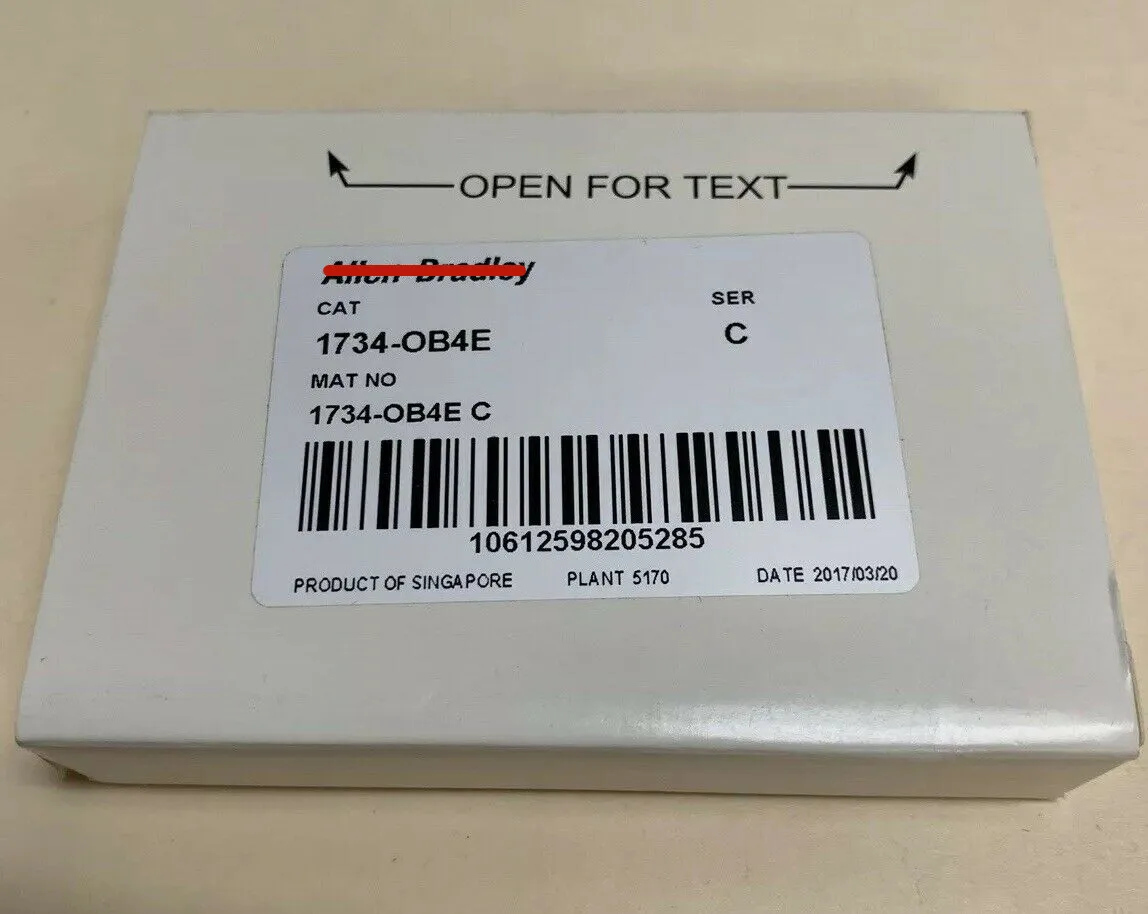 OPEN FOR TEXT
Allen-Bradley
CAT
SER
1734-OB4E
C
MAT NO
1734-OB4E C
10612598205285
PRODUCT OF SINGAPORE PLANT 5170 DATE 2017/03/20